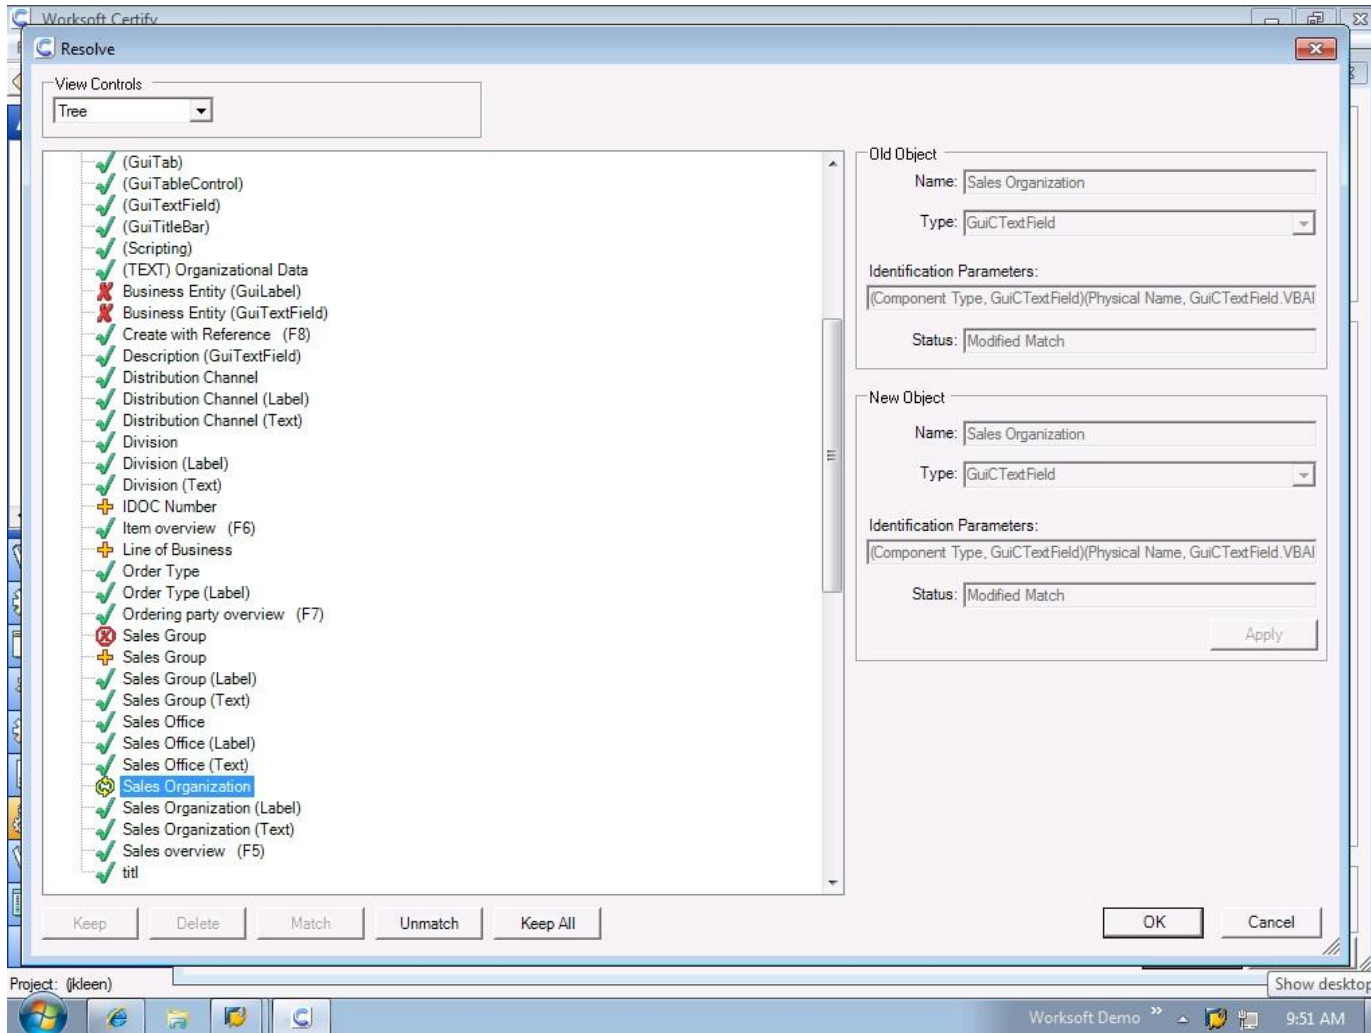 Worksoft Certify
Resolve
View Controls
Tree
(GuiTab)
(GuiTableControl)
(GuiTextField)
(GuiTitleBar)
(Scripting)
(TEXT) Organizational Data
Business Entity (GuiLabel)
Business Entity (GuiTextField)
Create with Reference (F8)
Description (GuiTextField)
Distribution Channel
Distribution Channel (Label)
Distribution Channel (Text)
Division
Division (Label)
Division (Text)
IDOC Number
Item overview (F6)
Line of Business
Order Type
Order Type (Label)
Ordering party overview (F7)
Sales Group
Sales Group
Sales Group (Label)
Sales Group (Text)
Sales Office
Sales Office (Label)
Sales Office (Text)
Sales Organization
Sales Organization (Label)
Sales Organization (Text)
Sales overview (F5)
titl
Old Object
Name: Sales Organization
Type: GuiCTextField
Identification Parameters:
(Component Type, GuiCTextField)(Physical Name, GuiCTextField.VBAI
Status: Modified Match
New Object
Name: Sales Organization
Type: GuiCTextField
Identification Parameters:
(Component Type, GuiCTextField)(Physical Name, GuiCTextField.VBAI
Status: Modified Match
Apply
Keep Delete Match Unmatch Keep All OK Cancel
Project: (jkleen) Show desktop
Worksoft Demo 9:51 AM